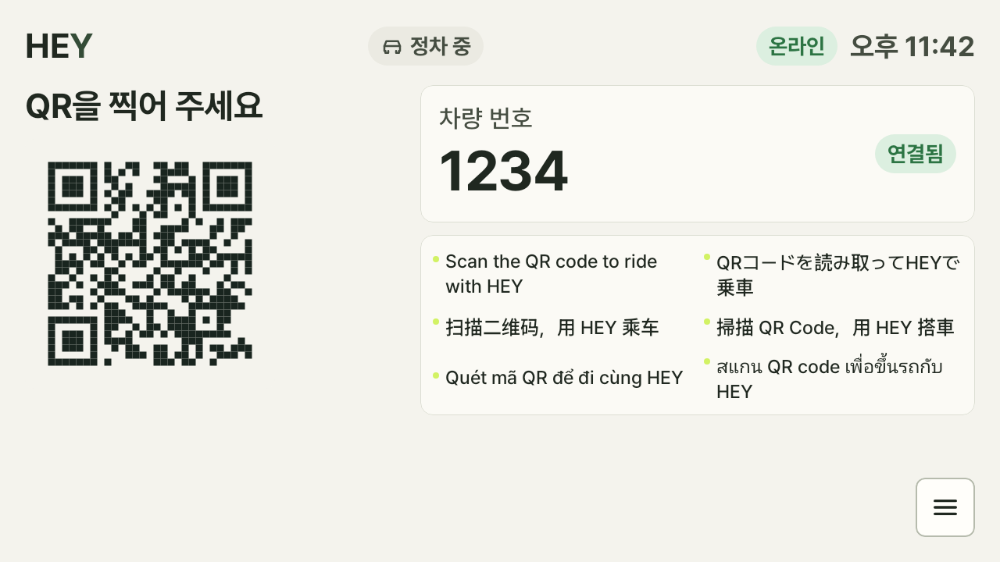 HEY
정차 중
온라인
오후 11:42
QR을 찍어 주세요
차량 번호
1234
연결됨
Scan the QR code to ride
with HEY
QRコードを読み取ってHEYで
乗車
扫描二维码，用 HEY 乘车
掃描 QR Code，用 HEY 搭車
Quét mã QR để đi cùng HEY
สแกน QR code เพื่อขึ้นรถกับ
HEY